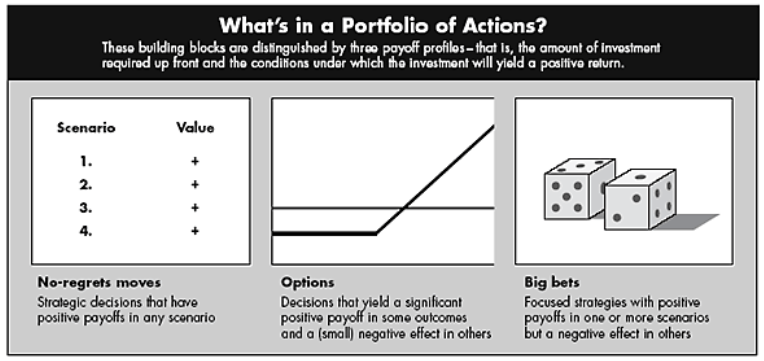 What's in a Portfolio of Actions?
These building blocks are distinguished by three payoff profiles–that is, the amount of investment
required up front and the conditions under which the investment will yield a positive return.
Scenario Value
1. +
2. +
3. +
4. +
No-regrets moves
Strategic decisions that have
positive payoffs in any scenario
Options
Decisions that yield a significant
positive payoff in some outcomes
and a (small) negative effect in others
Big bets
Focused strategies with positive
payoffs in one or more scenarios
but a negative effect in others